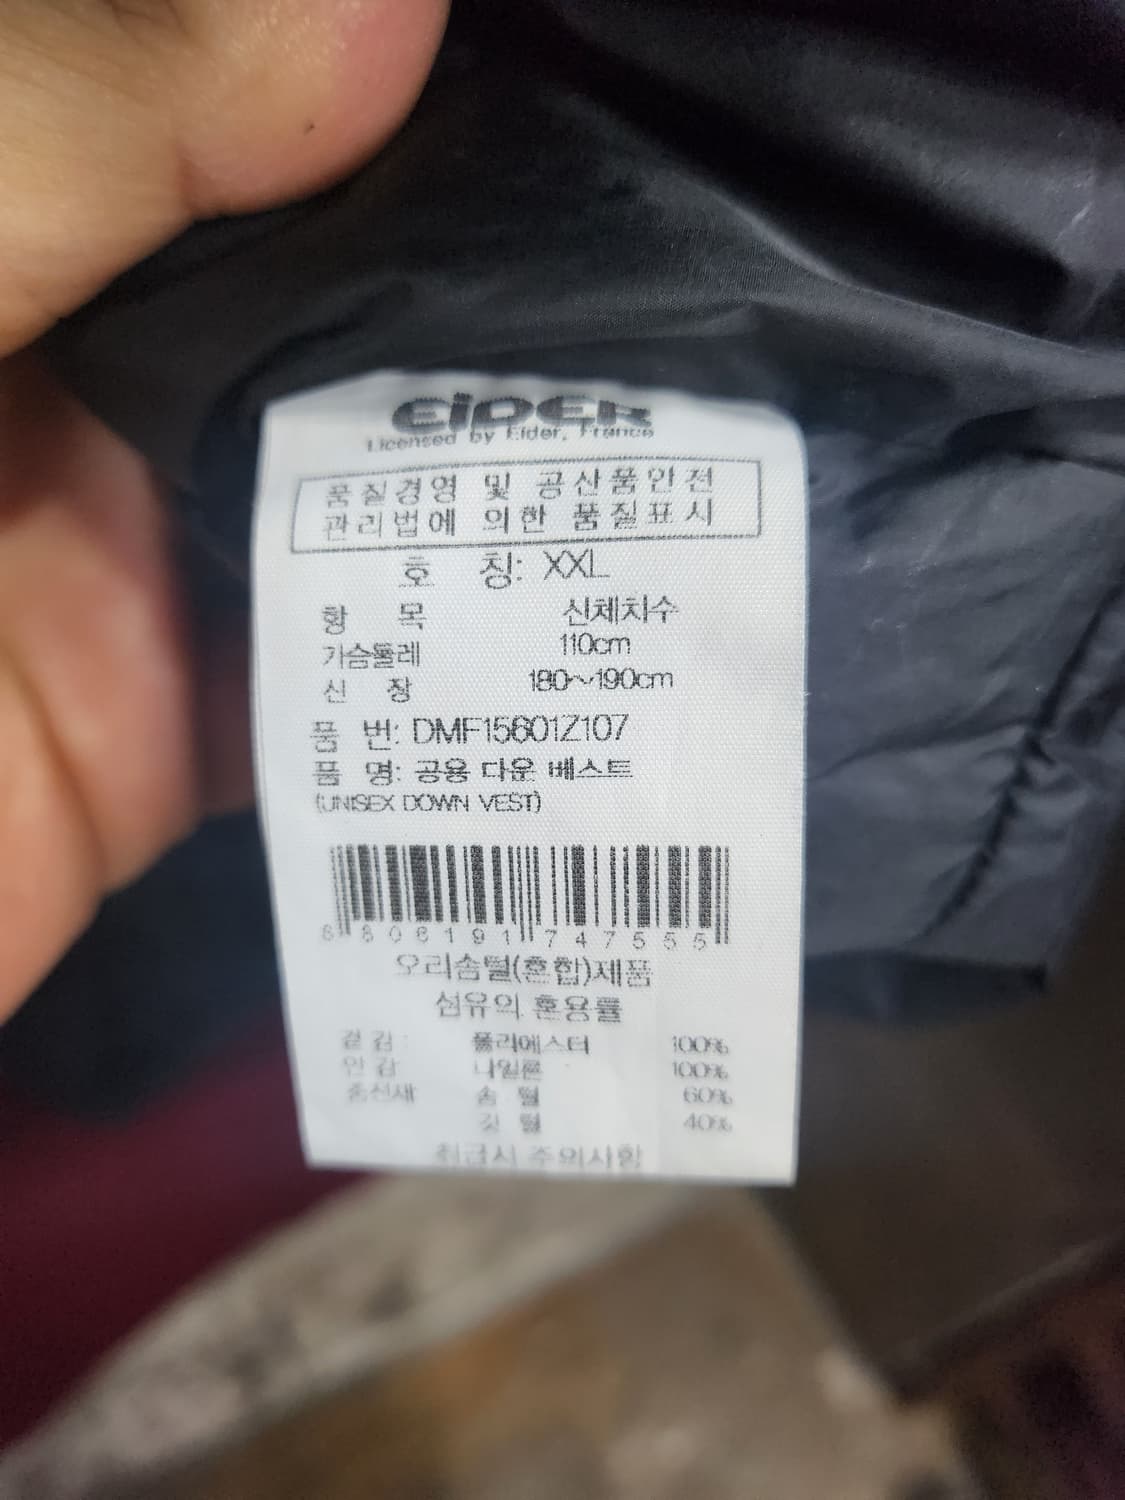 EiDER
Licensed by Eider, France
품질경영 및 공산품안전
관리법에 의한 품질표시
호 칭: XXL
항 목 신체치수
가슴둘레 110cm
신 장 180~190cm
품 번: DMF15601Z107
품 명: 공용 다운 베스트
(UNISEX DOWN VEST)
8 806191 747555
오리솜털(혼합)제품
섬유의 혼용률
겉감: 폴리에스터 100%
안감 나일론 100%
충전재 솜 털 60%
깃 털 40%
취급시 주의사항